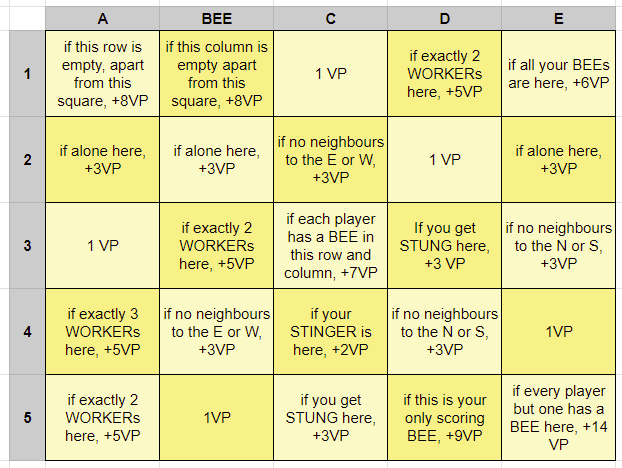 A BEE C D E
1
if this row is
empty, apart
from this
square, +8VP
if this column is
empty apart
from this
square, +8VP
1 VP
if exactly 2
WORKERs
here, +5VP
if all your BEEs
are here, +6VP
2
if alone here,
+3VP
if alone here,
+3VP
if no neighbours
to the E or W,
+3VP
1 VP
if alone here,
+3VP
3
1 VP
if exactly 2
WORKERs
here, +5VP
if each player
has a BEE in
this row and
column, +7VP
If you get
STUNG here,
+3 VP
if no neighbours
to the N or S,
+3VP
4
if exactly 3
WORKERs
here, +5VP
if no neighbours
to the E or W,
+3VP
if your
STINGER is
here, +2VP
if no neighbours
to the N or S,
+3VP
1VP
5
if exactly 2
WORKERs
here, +5VP
1VP
if you get
STUNG here,
+3VP
if this is your
only scoring
BEE, +9VP
if every player
but one has a
BEE here, +14
VP